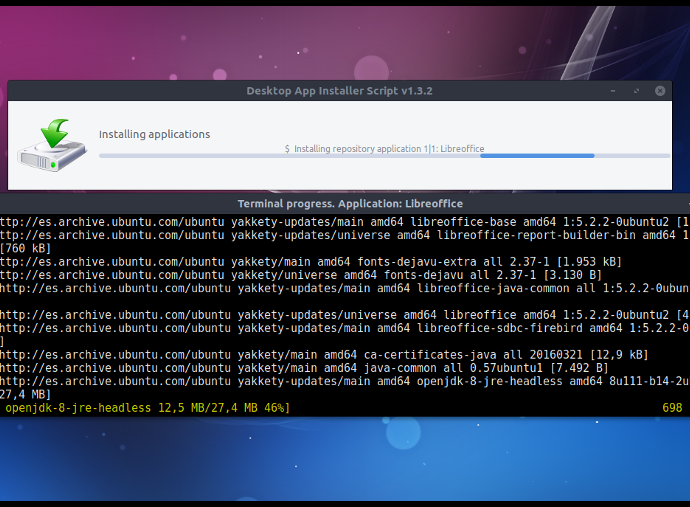 Desktop App Installer Script v1.3.2
Installing applications
$ Installing repository application 1|1: Libreoffice
Terminal progress. Application: Libreoffice
ttp://es.archive.ubuntu.com/ubuntu yakkety-updates/main amd64 libreoffice-base amd64 1:5.2.2-0ubuntu2 [1
http://es.archive.ubuntu.com/ubuntu yakkety-updates/universe amd64 libreoffice-report-builder-bin amd64 1
[760 kB]
ttp://es.archive.ubuntu.com/ubuntu yakkety/main amd64 fonts-dejavu-extra all 2.37-1 [1.953 kB]
ttp://es.archive.ubuntu.com/ubuntu yakkety/universe amd64 fonts-dejavu all 2.37-1 [3.130 B]
http://es.archive.ubuntu.com/ubuntu yakkety-updates/main amd64 libreoffice-java-common all 1:5.2.2-0ubun
http://es.archive.ubuntu.com/ubuntu yakkety-updates/universe amd64 libreoffice amd64 1:5.2.2-0ubuntu2 [4
http://es.archive.ubuntu.com/ubuntu yakkety-updates/main amd64 libreoffice-sdbc-firebird amd64 1:5.2.2-0
]
http://es.archive.ubuntu.com/ubuntu yakkety/main amd64 ca-certificates-java all 20160321 [12,9 kB]
http://es.archive.ubuntu.com/ubuntu yakkety/main amd64 java-common all 0.57ubuntu1 [7.492 B]
http://es.archive.ubuntu.com/ubuntu yakkety-updates/main amd64 openjdk-8-jre-headless amd64 8u111-b14-2u
27,4 MB]
openjdk-8-jre-headless 12,5 MB/27,4 MB 46%] 698